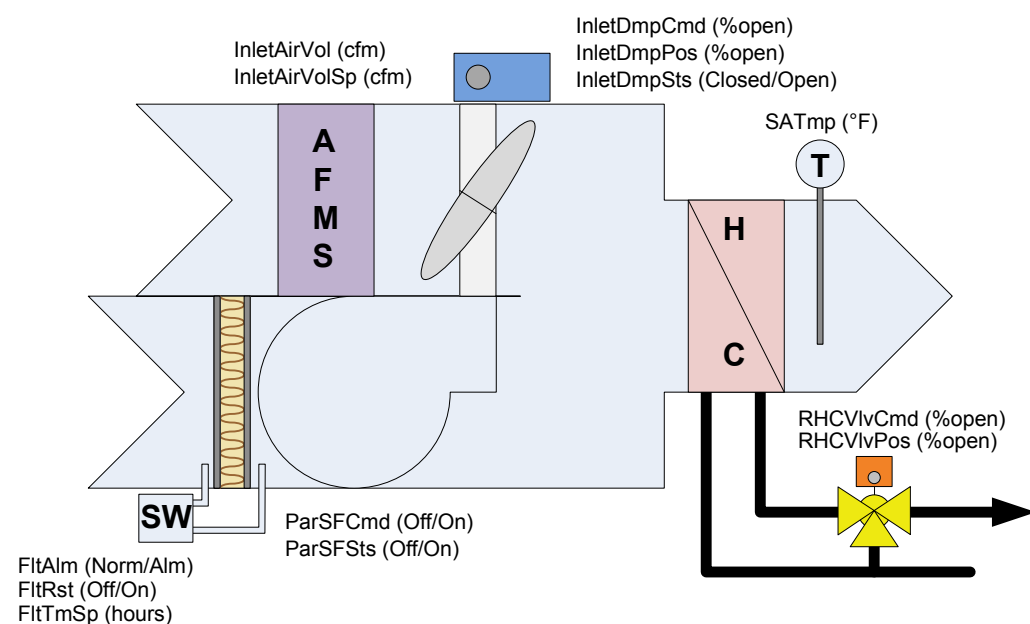 InletAirVol (cfm)
InletAirVolSp (cfm)
InletDmpCmd (%open)
InletDmpPos (%open)
InletDmpSts (Closed/Open)
SATmp (°F)
T
A
F
M
S
H
C
RHCVlvCmd (%open)
RHCVlvPos (%open)
SW
ParSFCmd (Off/On)
ParSFSts (Off/On)
FltAlm (Norm/Alm)
FltRst (Off/On)
FltTmSp (hours)